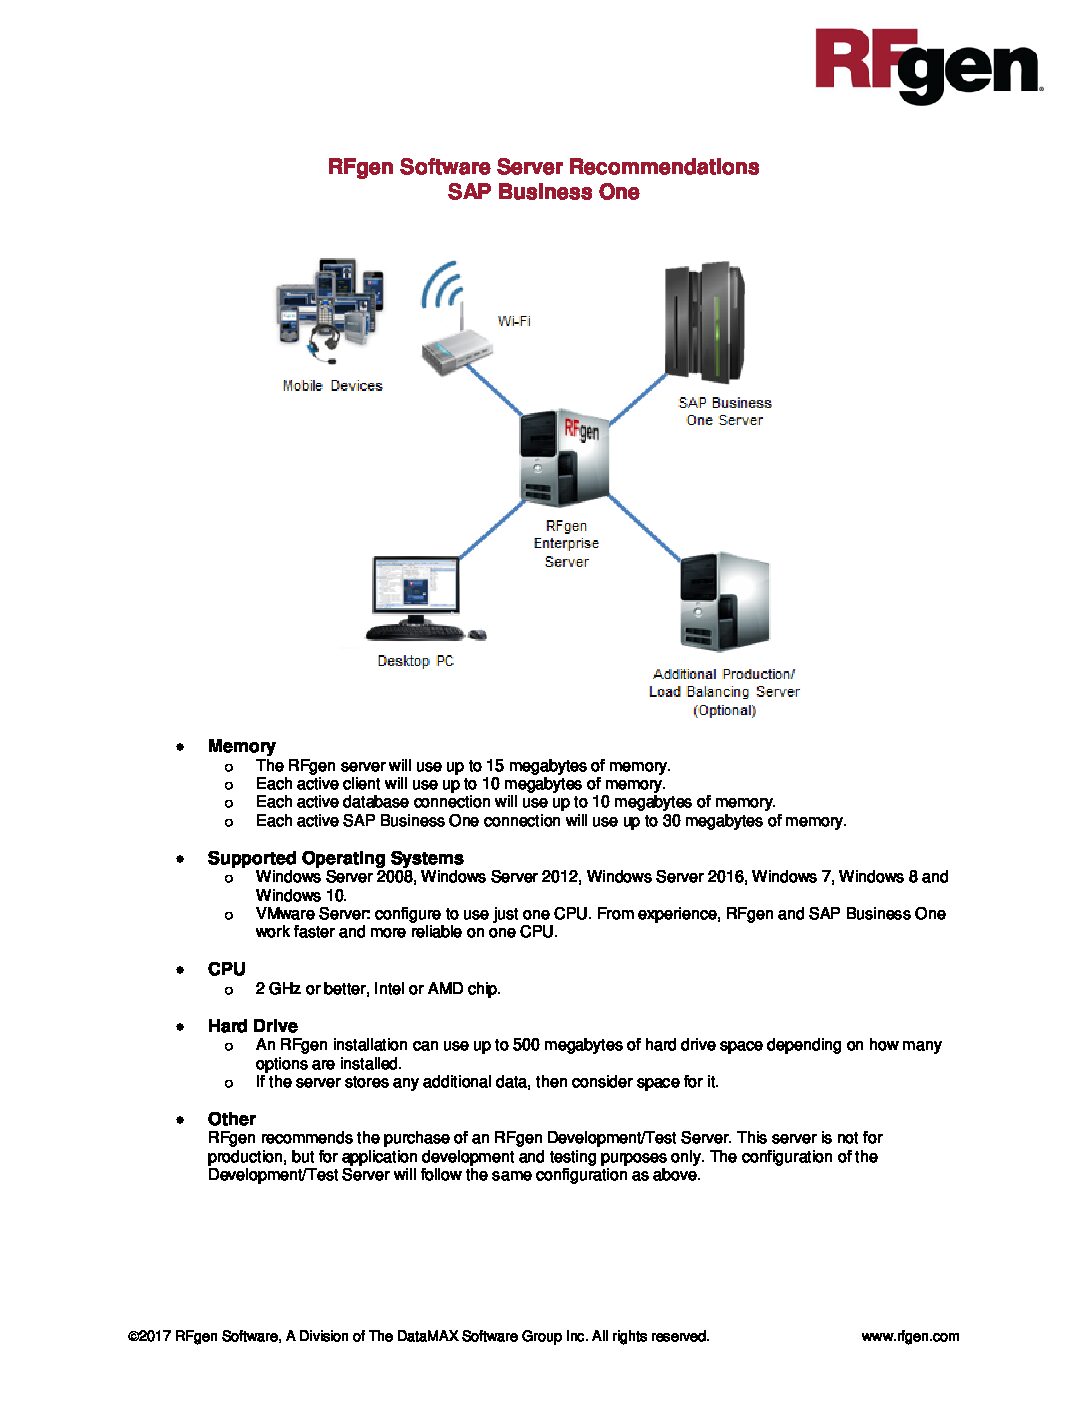 RFgen®
RFgen Software Server Recommendations
SAP Business One
Wi-Fi
Mobile Devices
SAP Business
One Server
RFgen
RFgen
Enterprise
Server
Desktop PC
Additional Production/
Load Balancing Server
(Optional)
• Memory
o The RFgen server will use up to 15 megabytes of memory.
o Each active client will use up to 10 megabytes of memory.
o Each active database connection will use up to 10 megabytes of memory.
o Each active SAP Business One connection will use up to 30 megabytes of memory.
• Supported Operating Systems
o Windows Server 2008, Windows Server 2012, Windows Server 2016, Windows 7, Windows 8 and
Windows 10.
o VMware Server: configure to use just one CPU. From experience, RFgen and SAP Business One
work faster and more reliable on one CPU.
• CPU
o 2 GHz or better, Intel or AMD chip.
• Hard Drive
o An RFgen installation can use up to 500 megabytes of hard drive space depending on how many
options are installed.
o If the server stores any additional data, then consider space for it.
• Other
RFgen recommends the purchase of an RFgen Development/Test Server. This server is not for
production, but for application development and testing purposes only. The configuration of the
Development/Test Server will follow the same configuration as above.
©2017 RFgen Software, A Division of The DataMAX Software Group Inc. All rights reserved. www.rfgen.com